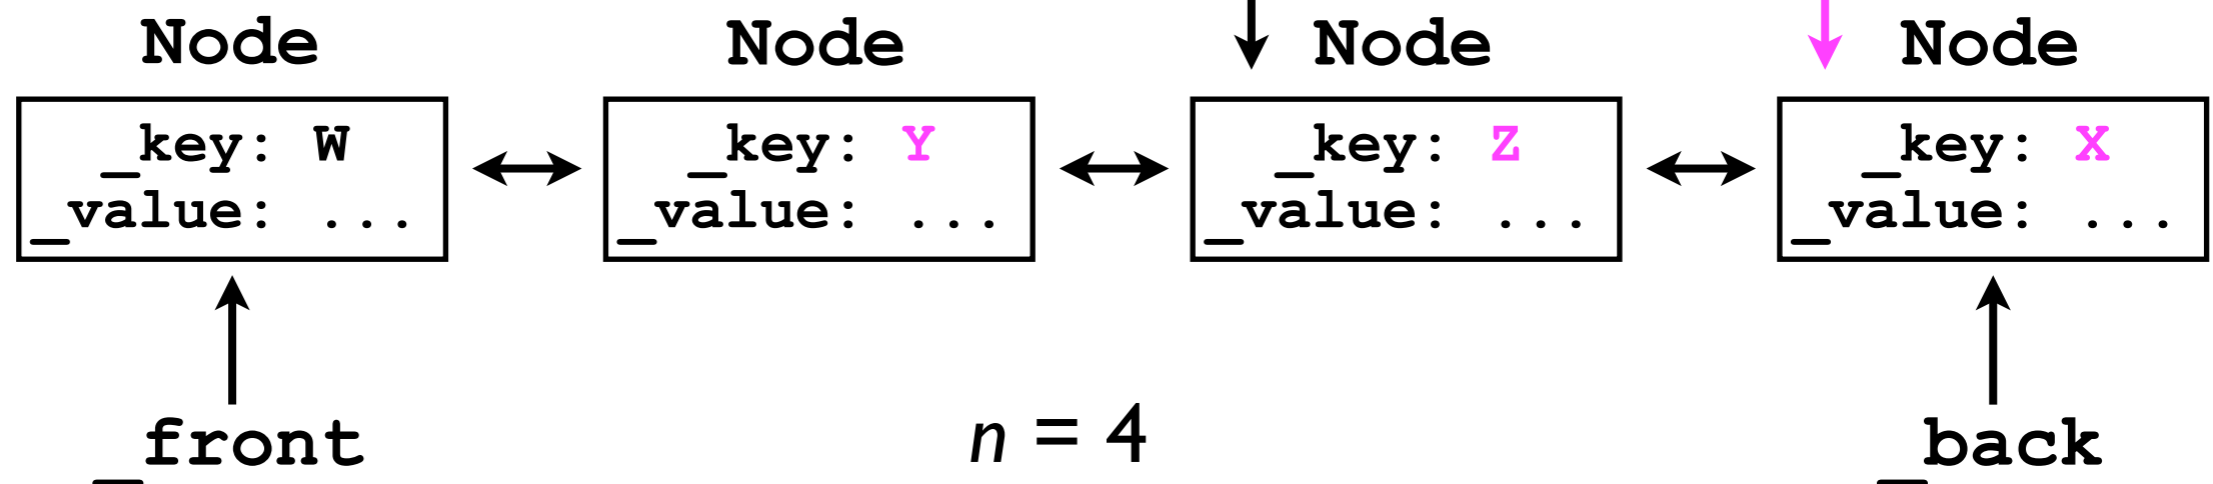 Node Node Node Node
_key: W _key: Y _key: Z _key: X
_value: ... _value: ... _value: ... _value: ...
n = 4
_front _back